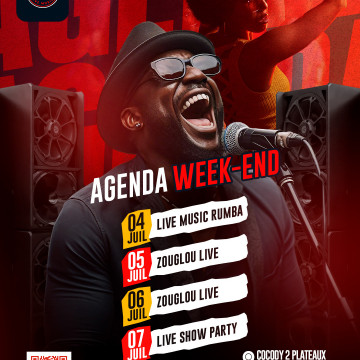 AGENDA WEEK-END
04 JUIL LIVE MUSIC RUMBA
05 JUIL ZOUGLOU LIVE
06 JUIL ZOUGLOU LIVE
07 JUIL LIVE SHOW PARTY
COCODY 2 PLATEAUX